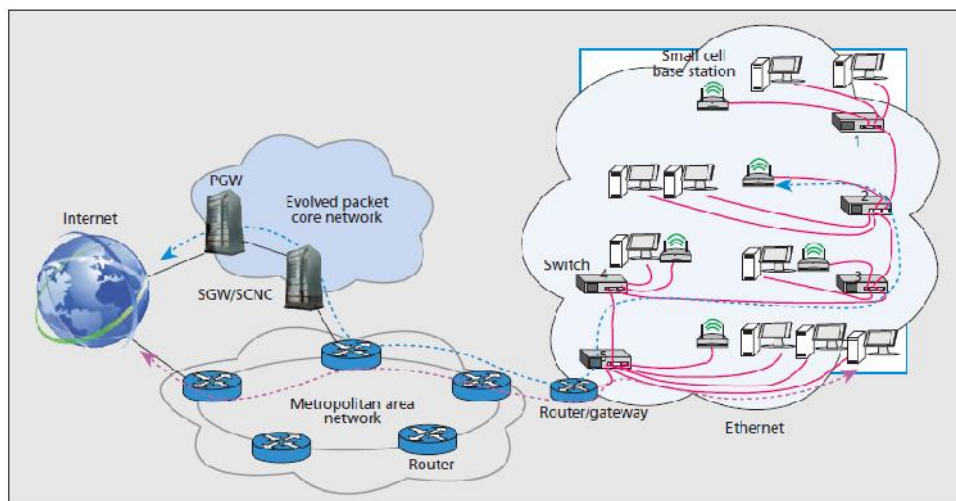 Small cell
base station
1
PGW
Evolved packet
core network
Internet
2
SGW/SCNC
Switch
4
3
5
Metropolitan area
network
Router/gateway
Router
Ethernet